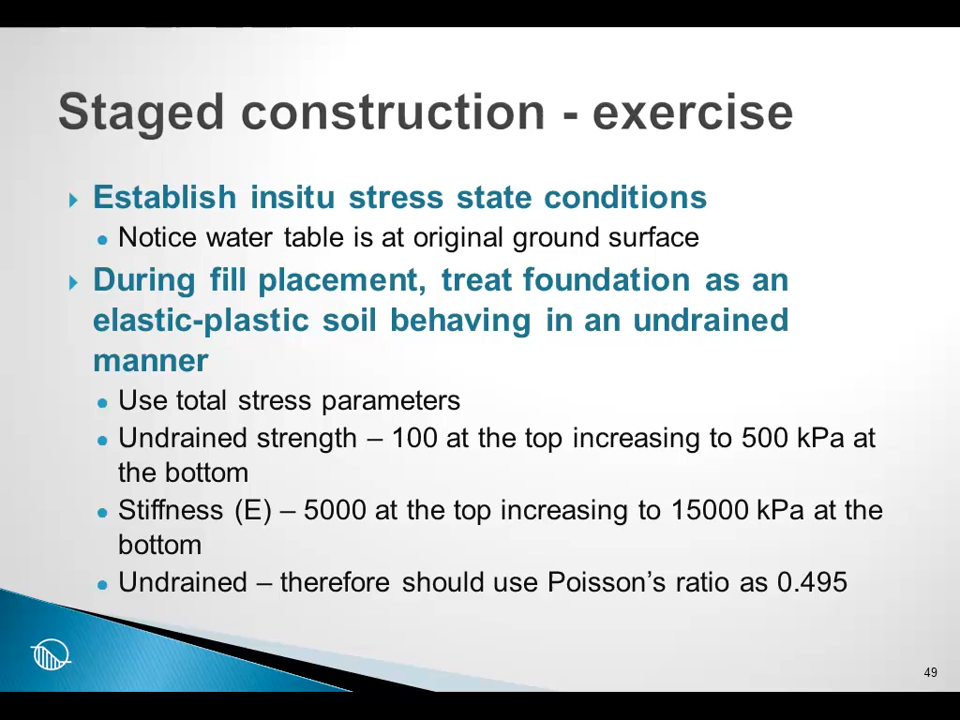 Staged construction - exercise
Establish insitu stress state conditions
Notice water table is at original ground surface
During fill placement, treat foundation as an
elastic-plastic soil behaving in an undrained
manner
Use total stress parameters
Undrained strength – 100 at the top increasing to 500 kPa at
the bottom
Stiffness (E) – 5000 at the top increasing to 15000 kPa at the
bottom
Undrained – therefore should use Poisson’s ratio as 0.495
49